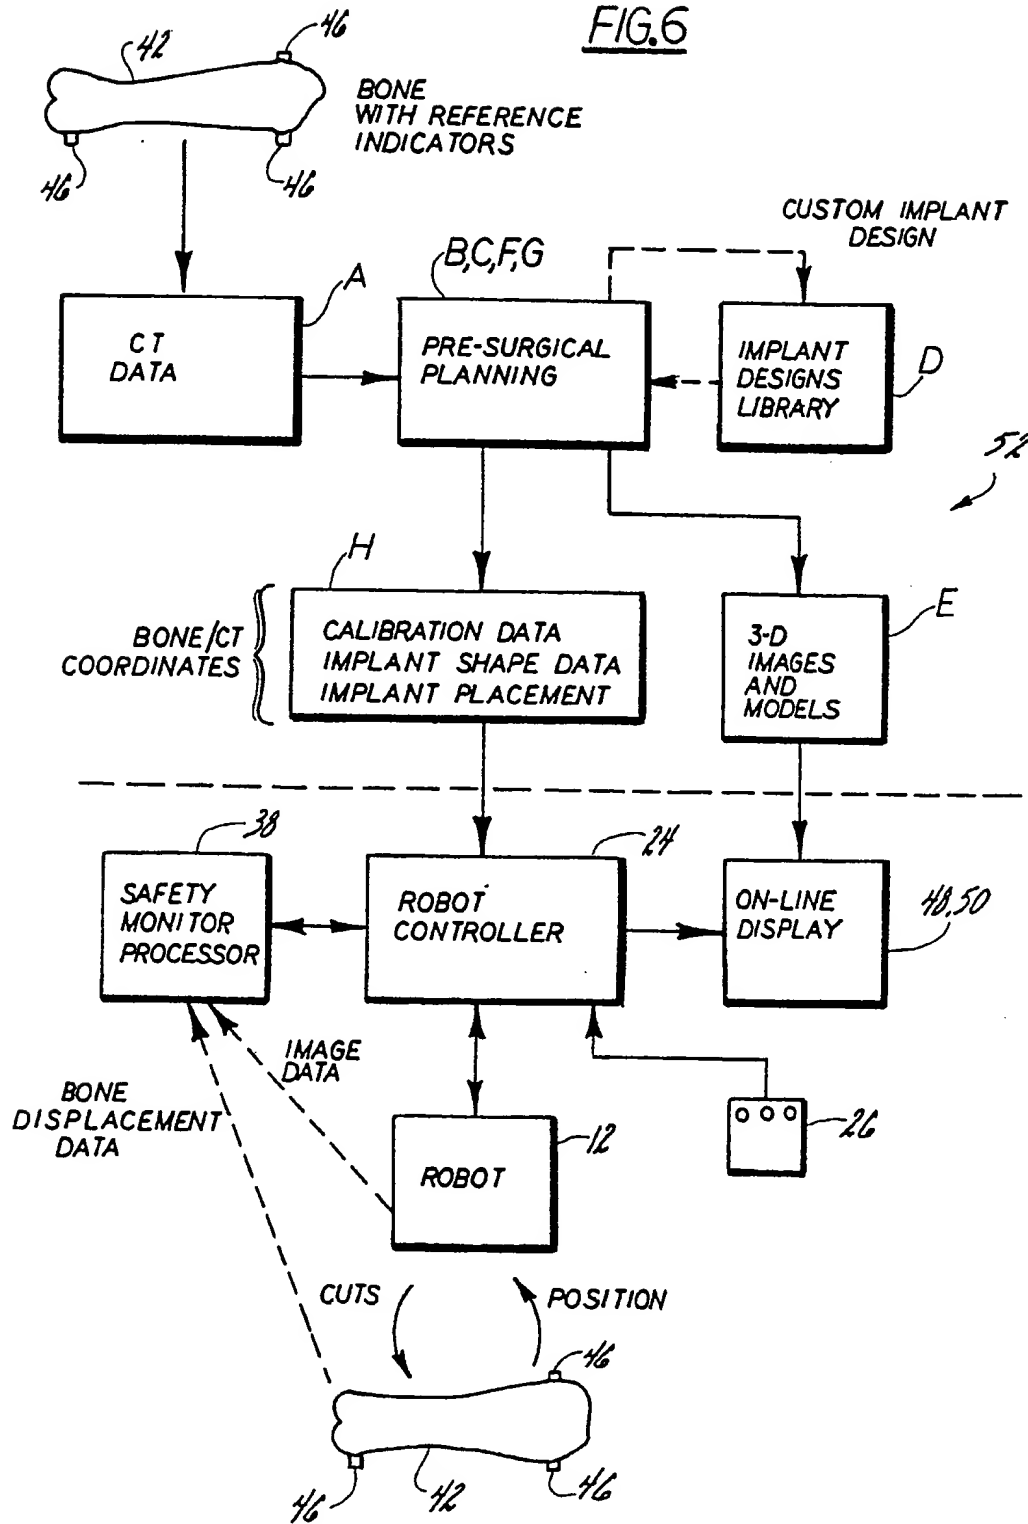 FIG.6
46
42
BONE
WITH REFERENCE
INDICATORS
46
46
CUSTOM IMPLANT
DESIGN
B,C,F,G
A
CT
DATA
PRE-SURGICAL
PLANNING
IMPLANT
DESIGNS
LIBRARY
D
52
H
BONE/CT
COORDINATES
CALIBRATION DATA
IMPLANT SHAPE DATA
IMPLANT PLACEMENT
3-D
IMAGES
AND
MODELS
E
38
24
SAFETY
MONITOR
PROCESSOR
ROBOT
CONTROLLER
ON-LINE
DISPLAY
48,50
IMAGE
DATA
BONE
DISPLACEMENT
DATA
ROBOT
12
26
CUTS
POSITION
46
46
42
46